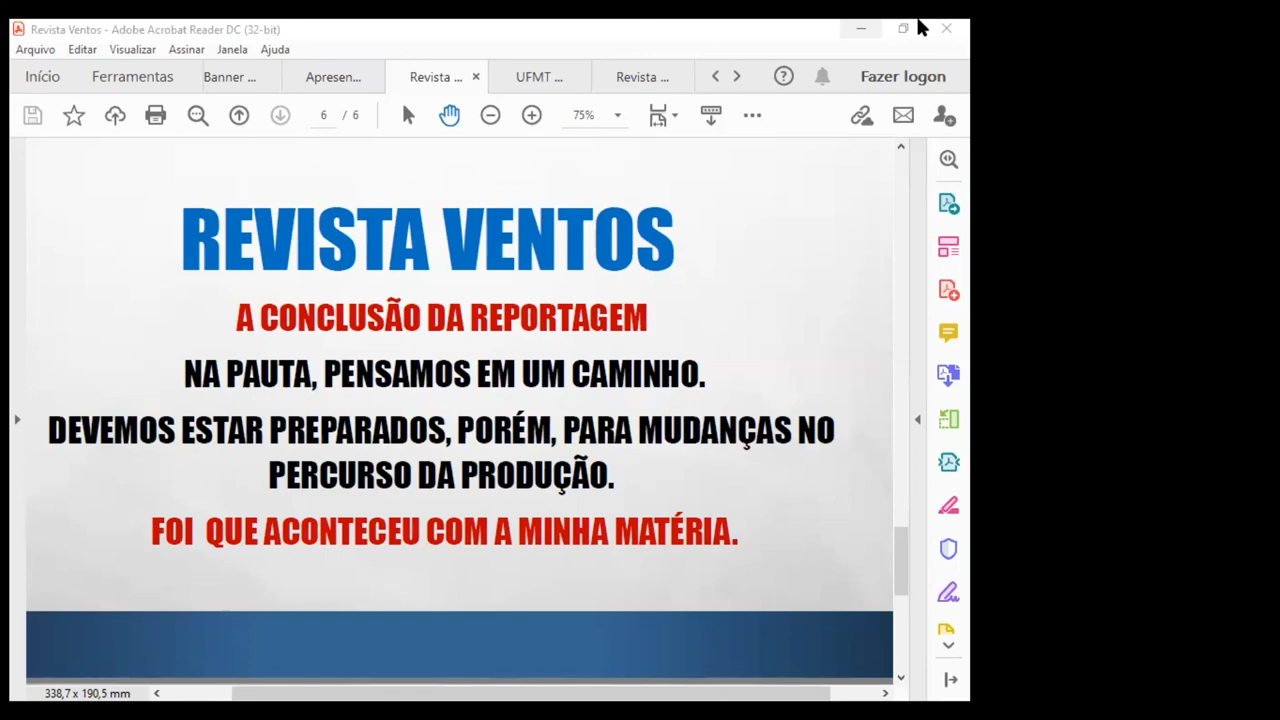 Revista Ventos - Adobe Acrobat Reader DC (32-bit)
Arquivo Editar Visualizar Assinar Janela Ajuda
Início Ferramentas Banner ... Apresen... Revista ... × UFMT ... Revista ... Fazer logon
6 / 6 75%
REVISTA VENTOS
A CONCLUSÃO DA REPORTAGEM
NA PAUTA, PENSAMOS EM UM CAMINHO.
DEVEMOS ESTAR PREPARADOS, PORÉM, PARA MUDANÇAS NO
PERCURSO DA PRODUÇÃO.
FOI QUE ACONTECEU COM A MINHA MATÉRIA.
338,7 x 190,5 mm